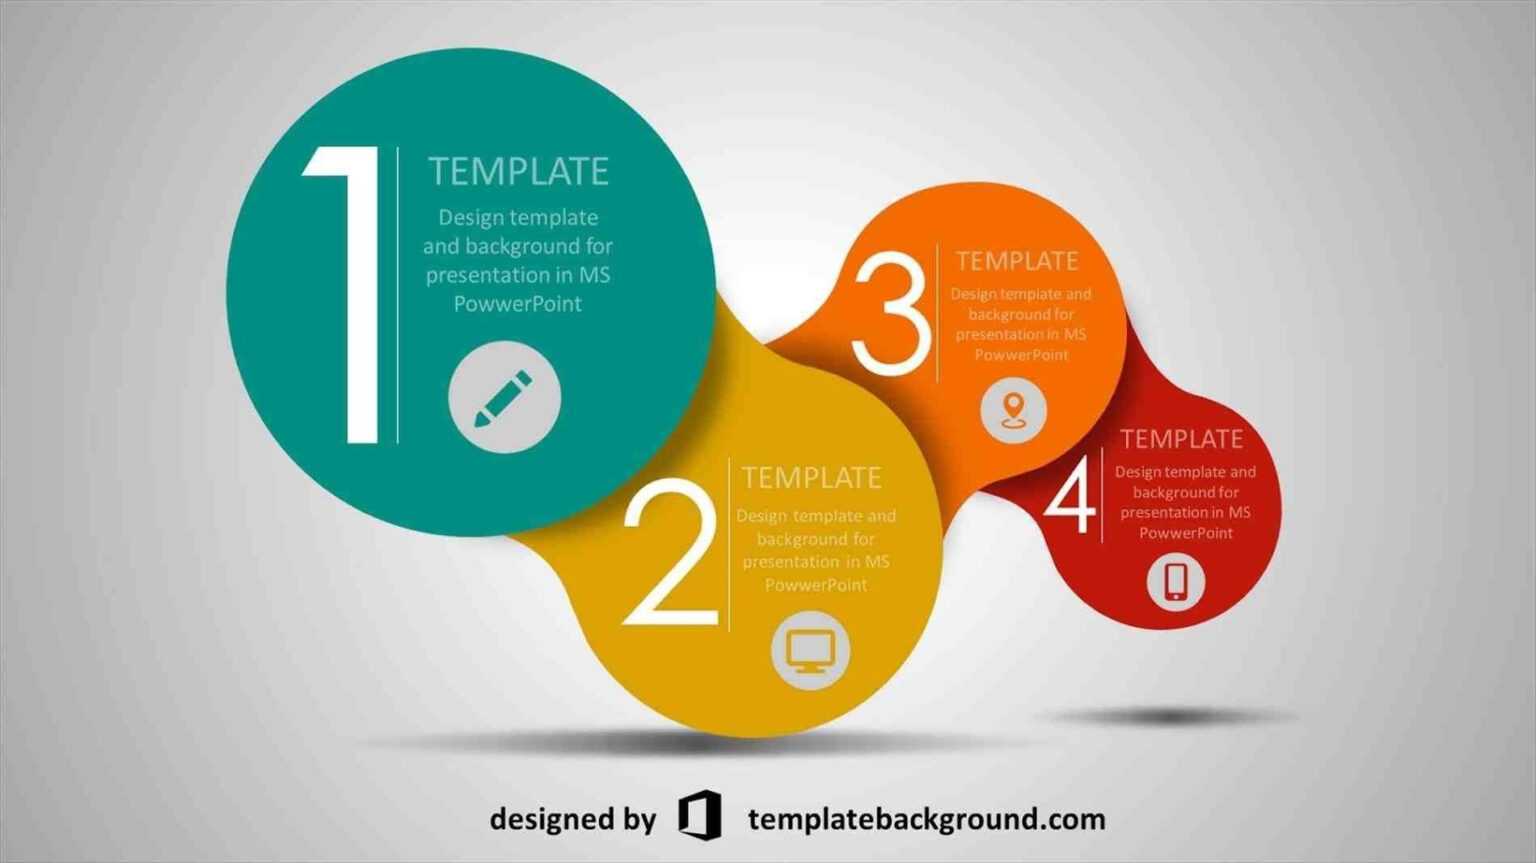 1
TEMPLATE
Design template
and background for
presentation in MS
PowwerPoint
2
TEMPLATE
Design template and
background for
presentation in MS
PowwerPoint
3
TEMPLATE
Design template and
background for
presentation in MS
PowwerPoint
4
TEMPLATE
Design template and
background for
presentation in MS
PowwerPoint
designed by templatebackground.com